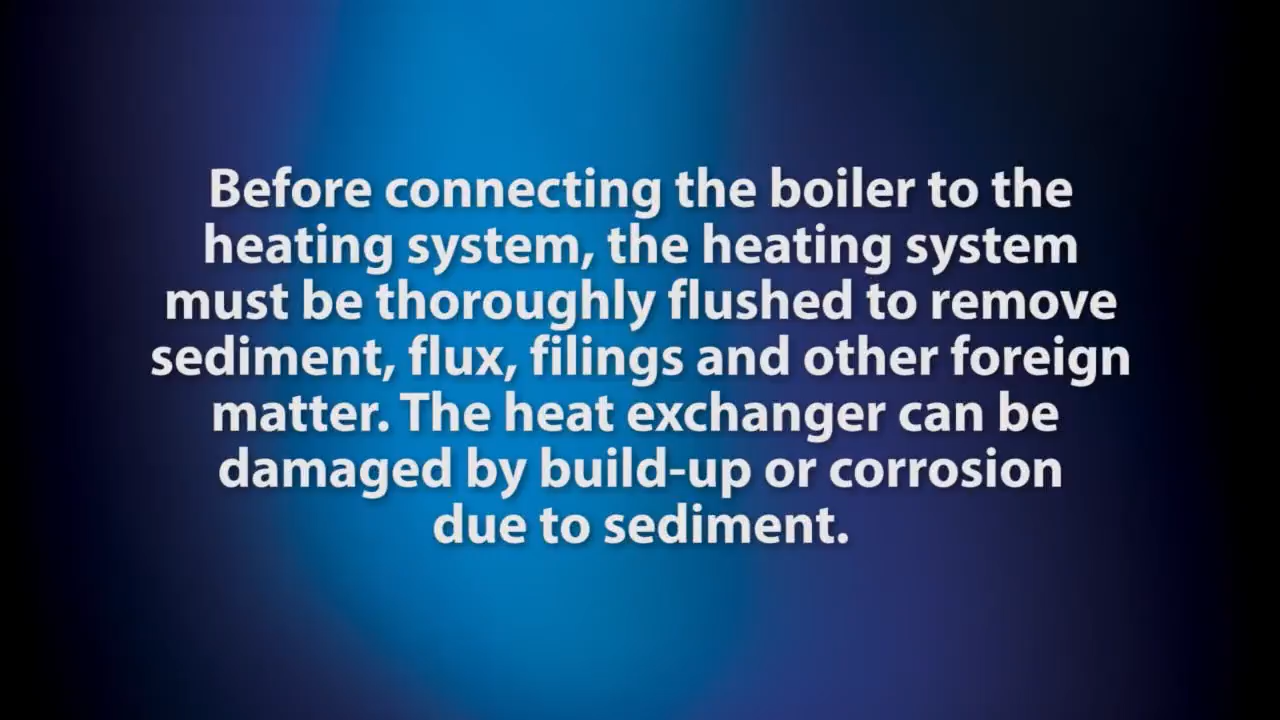 Before connecting the boiler to the
heating system, the heating system
must be thoroughly flushed to remove
sediment, flux, filings and other foreign
matter. The heat exchanger can be
damaged by build-up or corrosion
due to sediment.